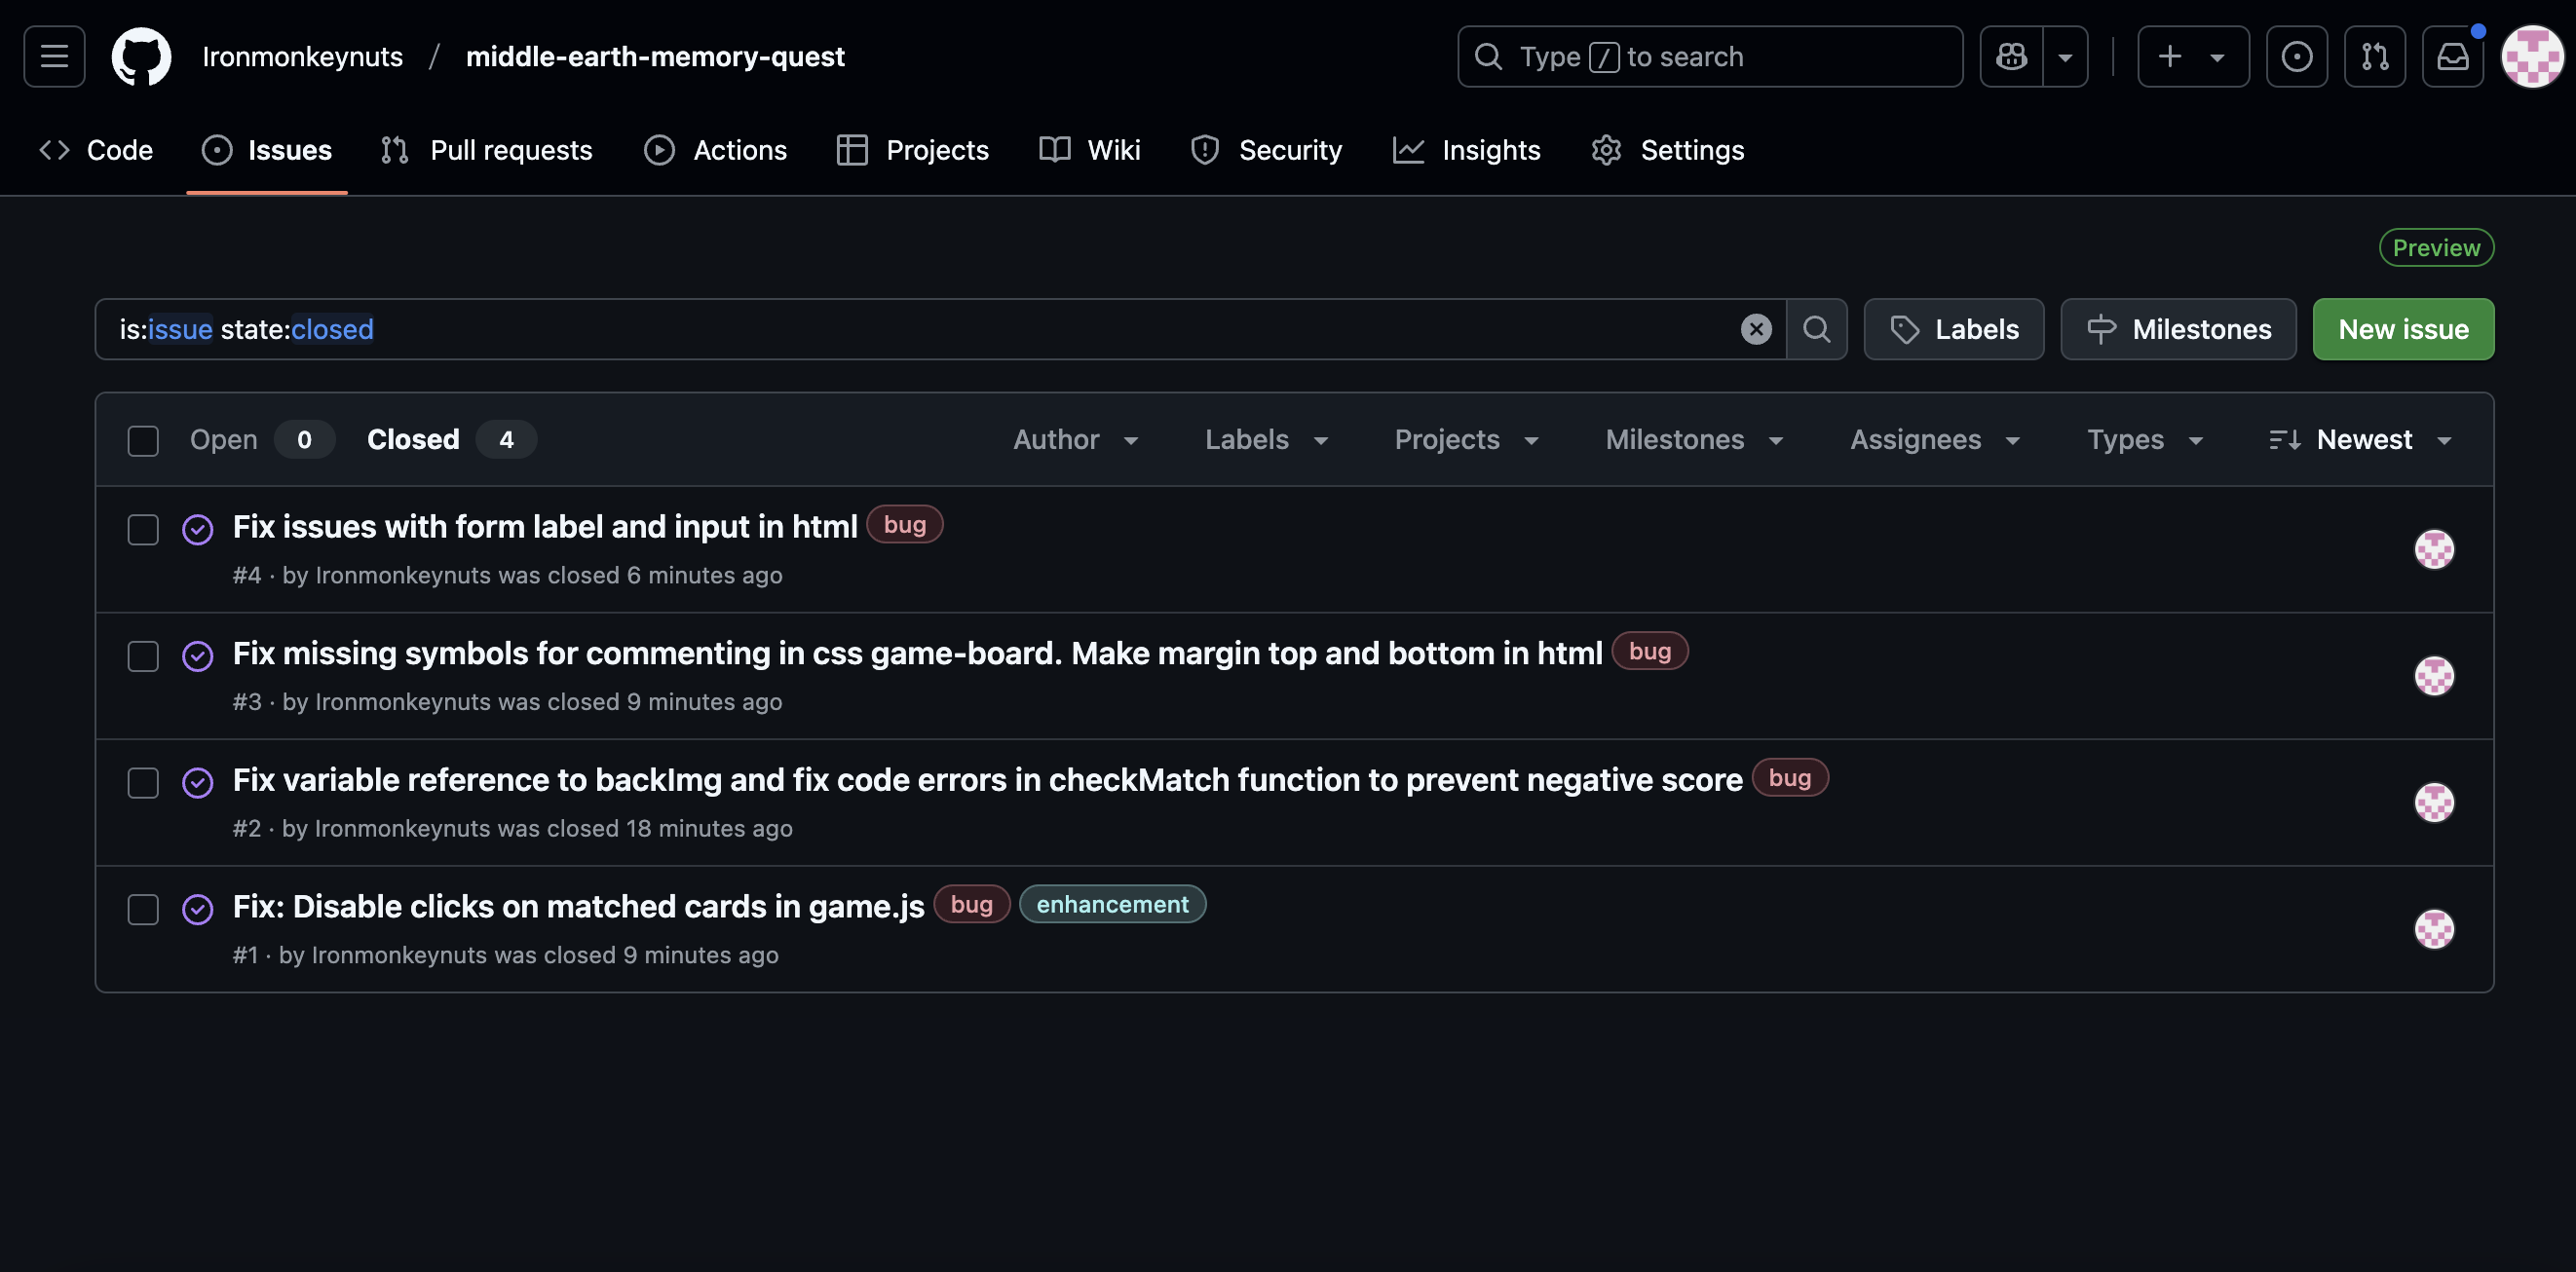 Ironmonkeynuts / middle-earth-memory-quest
Type / to search
Code Issues Pull requests Actions Projects Wiki Security Insights Settings
Preview
is:issue state:closed
Labels Milestones New issue
Open 0 Closed 4 Author Labels Projects Milestones Assignees Types Newest
Fix issues with form label and input in html bug
#4 · by Ironmonkeynuts was closed 6 minutes ago
Fix missing symbols for commenting in css game-board. Make margin top and bottom in html bug
#3 · by Ironmonkeynuts was closed 9 minutes ago
Fix variable reference to backImg and fix code errors in checkMatch function to prevent negative score bug
#2 · by Ironmonkeynuts was closed 18 minutes ago
Fix: Disable clicks on matched cards in game.js bug enhancement
#1 · by Ironmonkeynuts was closed 9 minutes ago